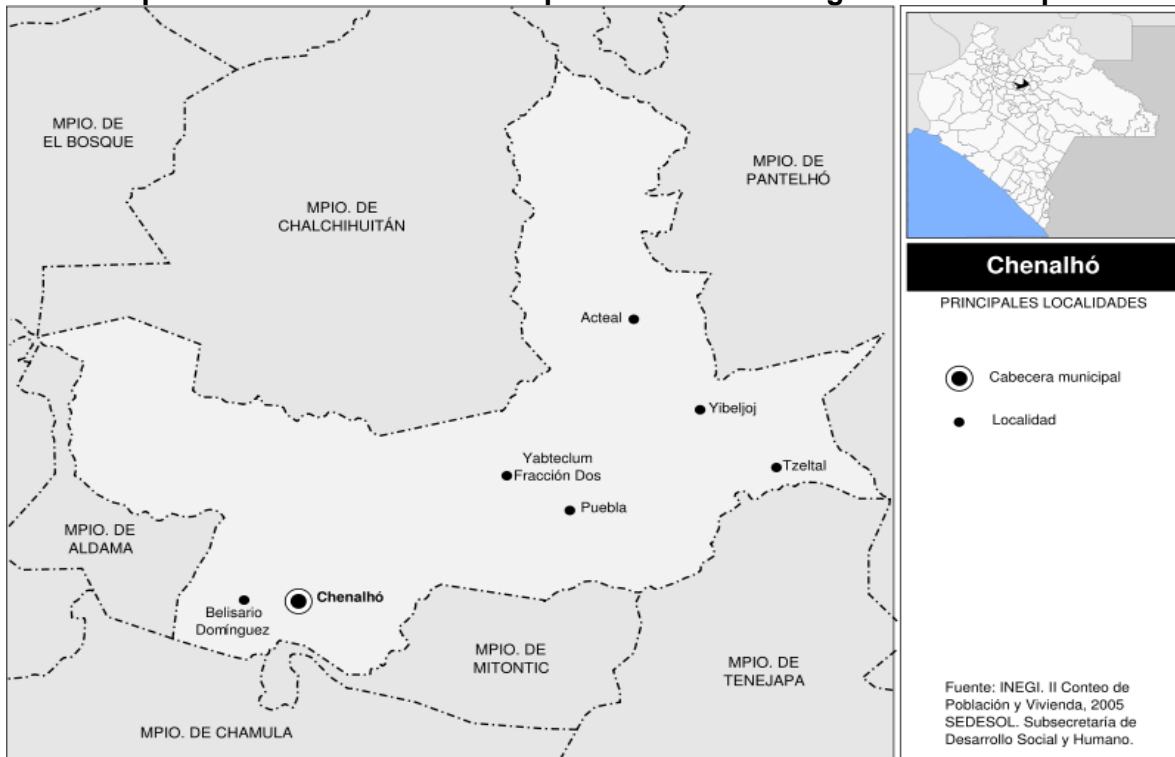 MPIO. DE
EL BOSQUE
MPIO. DE
CHALCHIHUITÁN
MPIO. DE
PANTELHÓ
Acteal
Yibeljoj
Yabteclum
Fracción Dos
Tzeltal
Puebla
MPIO. DE
ALDAMA
Belisario
Domínguez
Chenalhó
MPIO. DE
MITONTIC
MPIO. DE
TENEJAPA
MPIO. DE CHAMULA
Chenalhó
PRINCIPALES LOCALIDADES
Cabecera municipal
Localidad
Fuente: INEGI. II Conteo de
Población y Vivienda, 2005
SEDESOL. Subsecretaría de
Desarrollo Social y Humano.